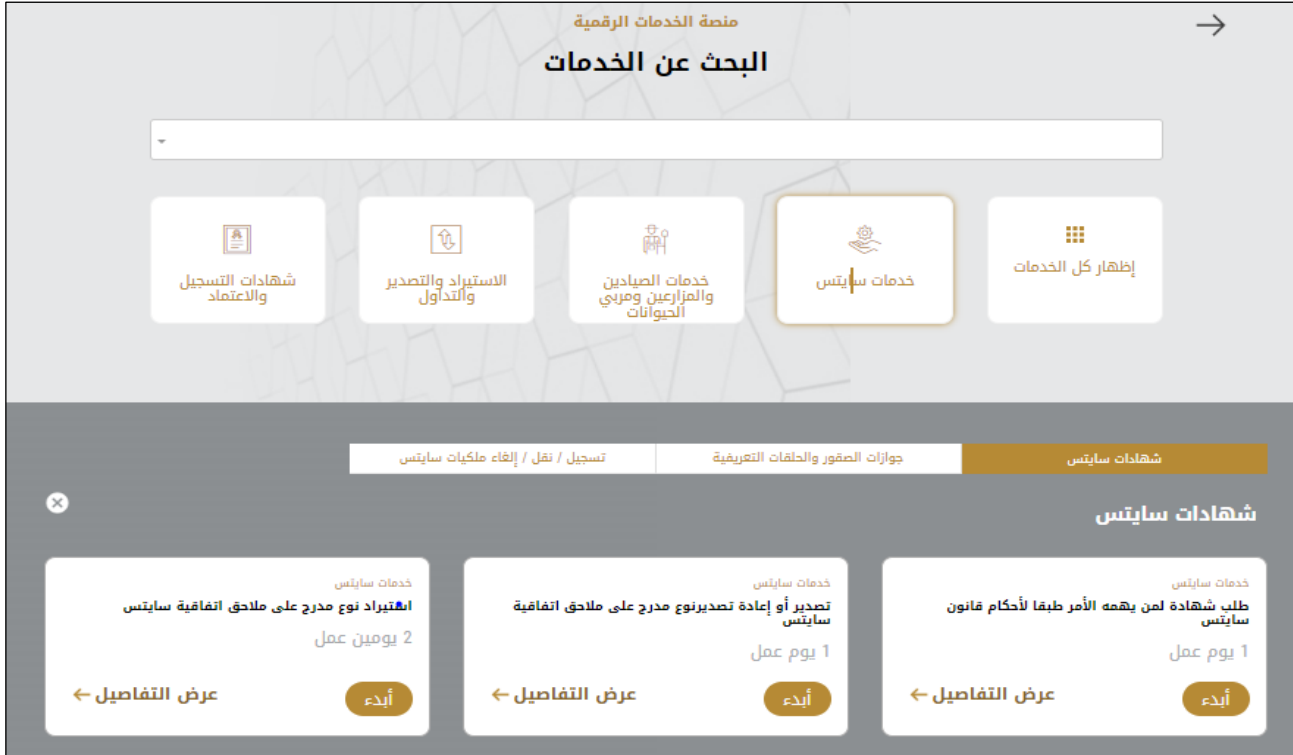 منصة الخدمات الرقمية
البحث عن الخدمات
إظهار كل الخدمات
خدمات سايتس
خدمات الصيادين
والمزارعين ومربي
الحيوانات
الاستيراد والتصدير
والتداول
شهادات التسجيل
والاعتماد
شهادات سايتس
جوازات الصقور والحلقات التعريفية
تسجيل / نقل / إلغاء ملكيات سايتس
شهادات سايتس
خدمات سايتس
طلب شهادة لمن يهمه الأمر طبقا لأحكام قانون
سايتس
1 يوم عمل
أبدء
عرض التفاصيل
خدمات سايتس
تصدير أو إعادة تصديرنوع مدرج على ملاحق اتفاقية
سايتس
1 يوم عمل
أبدء
عرض التفاصيل
خدمات سايتس
استيراد نوع مدرج على ملاحق اتفاقية سايتس
2 يومين عمل
أبدء
عرض التفاصيل